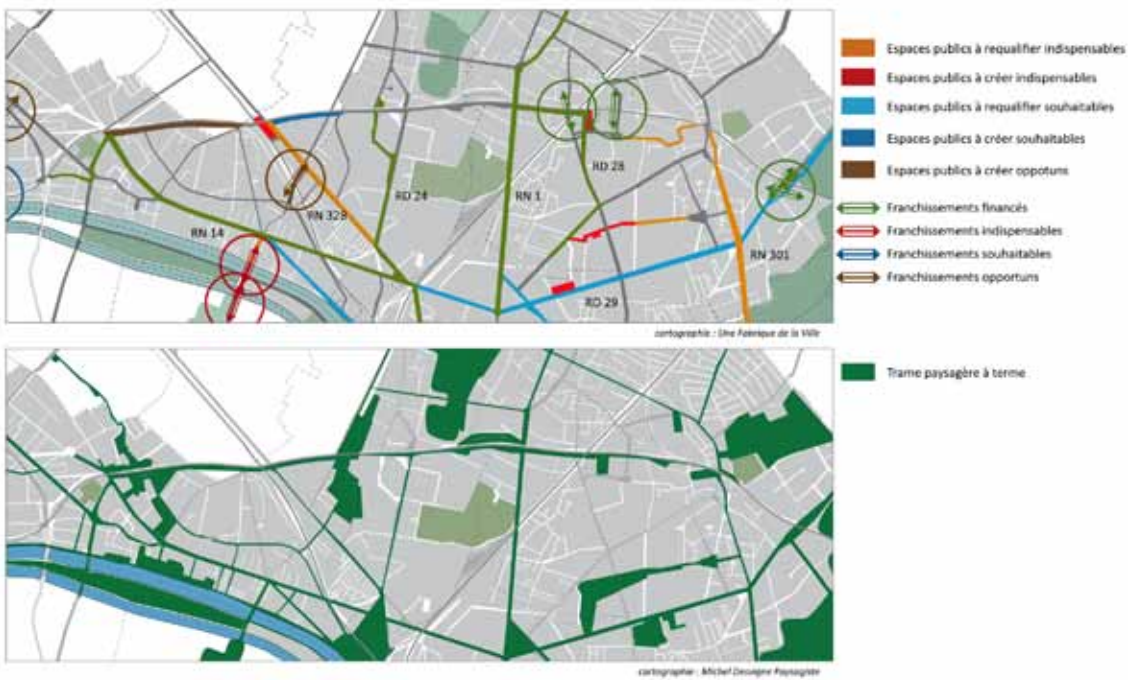 Espaces publics à requalifier indispensables
Espaces publics à créer indispensables
Espaces publics à requalifier souhaitables
Espaces publics à créer souhaitables
Espaces publics à créer oppotuns
Franchissements financés
Franchissements indispensables
Franchissements souhaitables
Franchissements opportuns
RD 28
RD 24
RN 1
RN 328
RN 14
RN 301
RD 29
cartographie : Une Fabrique de la Ville
Trame paysagère à terme
cartographie : Michel Desvigne Paysagiste